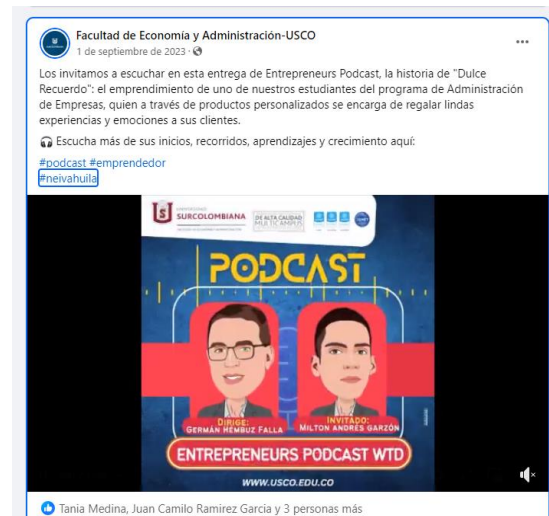 Facultad de Economía y Administración-USCO
1 de septiembre de 2023 ·
Los invitamos a escuchar en esta entrega de Entrepreneurs Podcast, la historia de "Dulce
Recuerdo": el emprendimiento de uno de nuestros estudiantes del programa de Administración
de Empresas, quien a través de productos personalizados se encarga de regalar lindas
experiencias y emociones a sus clientes.
🎧 Escucha más de sus inicios, recorridos, aprendizajes y crecimiento aquí:
#podcast #emprendedor
#neivahuila
UNIVERSIDAD
SURCOLOMBIANA
DE ALTA CALIDAD
MULTICAMPUS
PODCAST
DIRIGE:
GERMÁN HEMBUZ FALLA
INVITADO:
MILTON ANDRÉS GARZÓN
ENTREPRENEURS PODCAST WTD
WWW.USCO.EDU.CO
Tania Medina, Juan Camilo Ramirez Garcia y 3 personas más